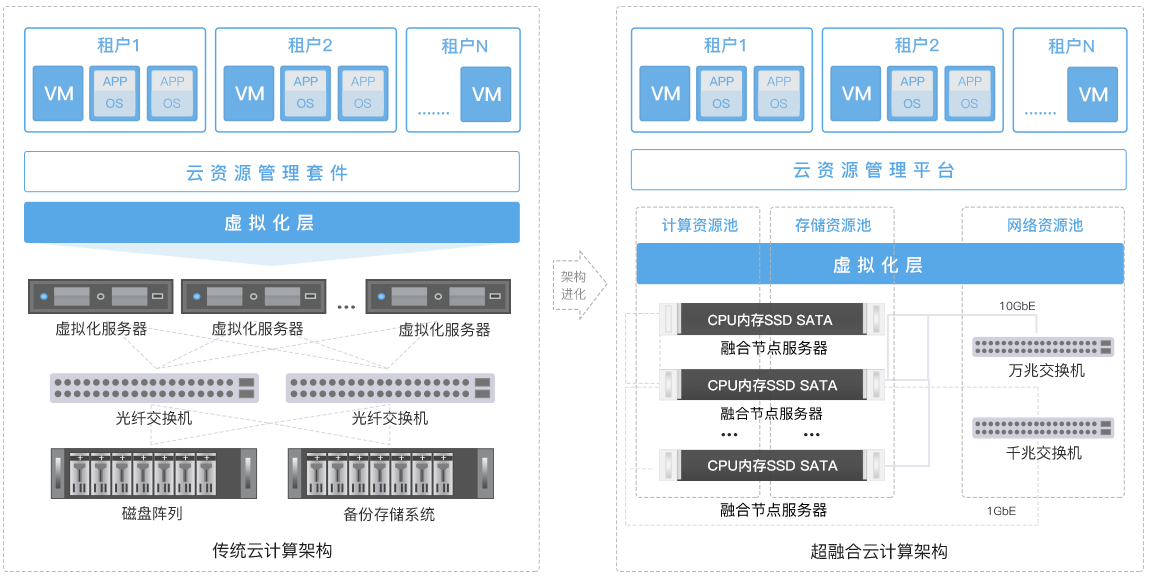 租户1
VM
APP
OS
APP
OS
租户2
VM
APP
OS
APP
OS
租户N
.......
VM
云资源管理套件
虚拟化层
...
虚拟化服务器
虚拟化服务器
虚拟化服务器
光纤交换机
光纤交换机
磁盘阵列
备份存储系统
传统云计算架构
架构
进化
租户1
VM
APP
OS
APP
OS
租户2
VM
APP
OS
APP
OS
租户N
.......
VM
云资源管理平台
计算资源池
存储资源池
网络资源池
虚拟化层
CPU内存SSD SATA
融合节点服务器
CPU内存SSD SATA
融合节点服务器
... ...
CPU内存SSD SATA
融合节点服务器
10GbE
万兆交换机
千兆交换机
1GbE
超融合云计算架构